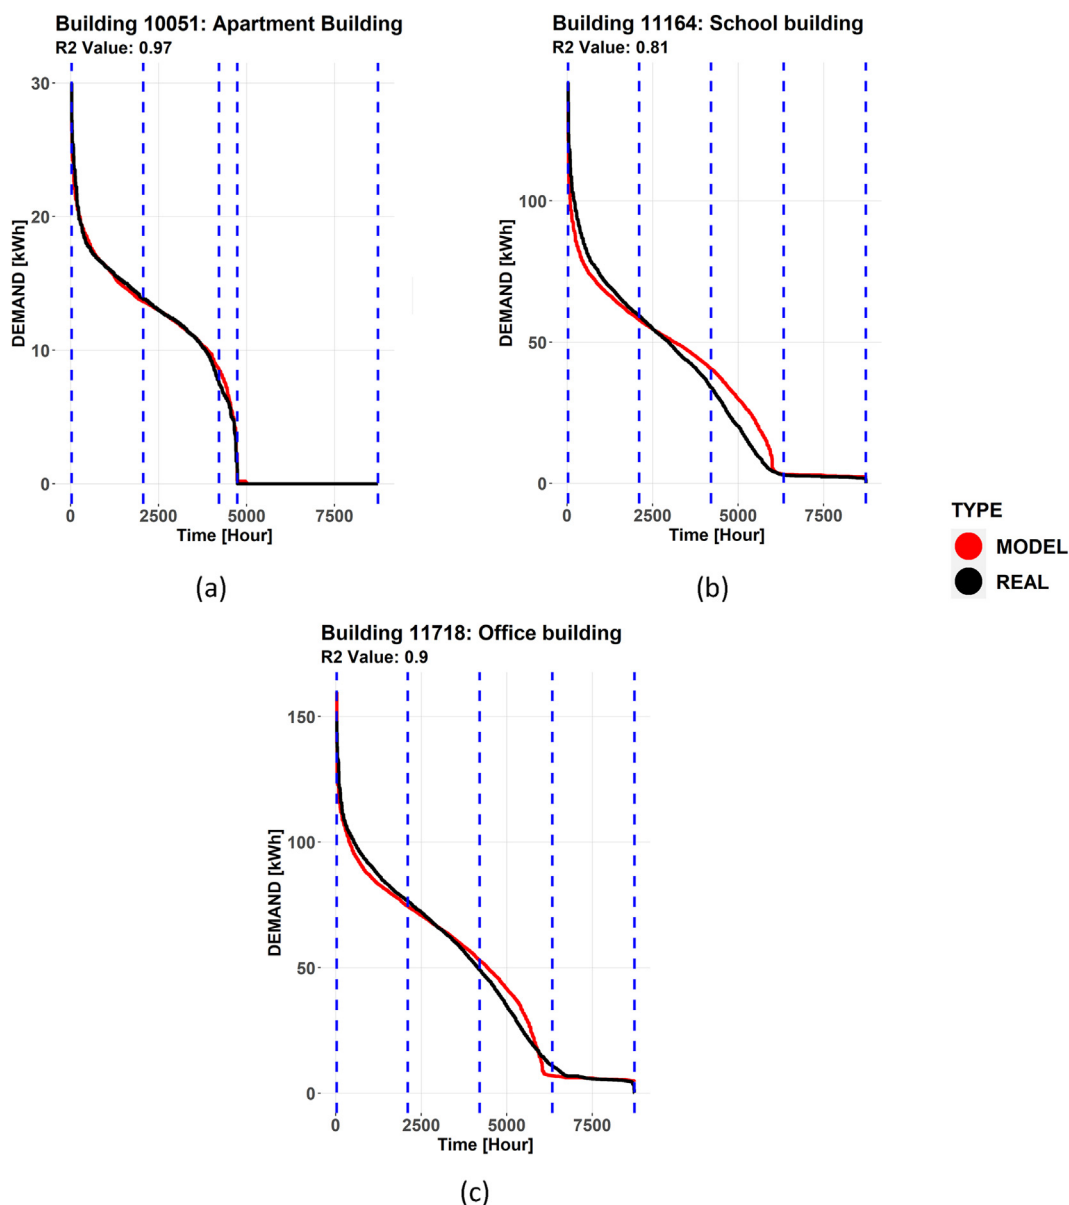 Building 10051: Apartment Building
R2 Value: 0.97
30
20
10
0
DEMAND [kWh]
0 2500 5000 7500
Time [Hour]
(a)
Building 11164: School building
R2 Value: 0.81
100
50
0
DEMAND [kWh]
0 2500 5000 7500
Time [Hour]
(b)
TYPE
MODEL
REAL
Building 11718: Office building
R2 Value: 0.9
150
100
50
0
DEMAND [kWh]
0 2500 5000 7500
Time [Hour]
(c)